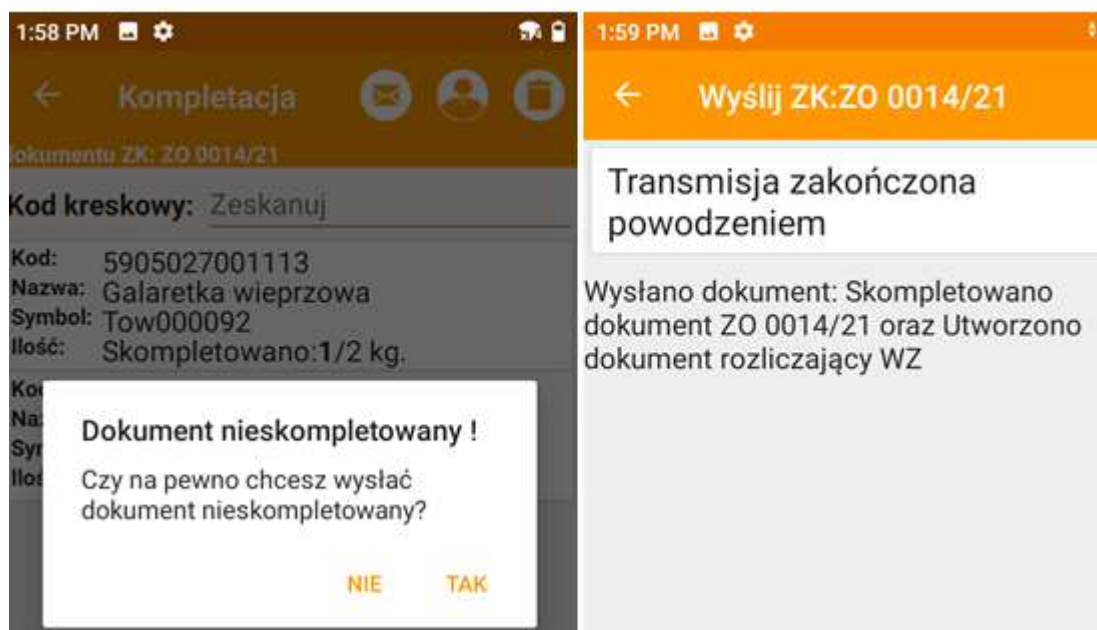 1:58 PM
Kompletacja
dokumentu ZK: ZO 0014/21
Kod kreskowy: Zeskanuj
Kod: 5905027001113
Nazwa: Galaretka wieprzowa
Symbol: Tow000092
Ilość: Skompletowano:1/2 kg.
Dokument nieskompletowany !
Czy na pewno chcesz wysłać
dokument nieskompletowany?
NIE TAK
1:59 PM
Wyślij ZK:ZO 0014/21
Transmisja zakończona
powodzeniem
Wysłano dokument: Skompletowano
dokument ZO 0014/21 oraz Utworzono
dokument rozliczający WZ